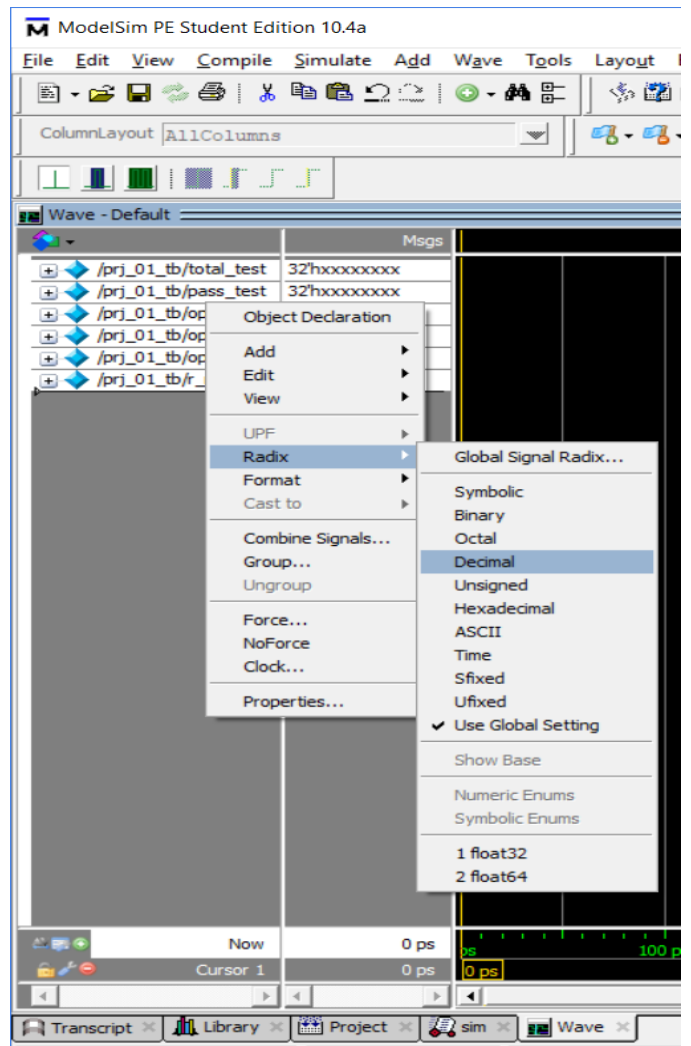 ModelSim PE Student Edition 10.4a
File Edit View Compile Simulate Add Wave Tools Layout
ColumnLayout AllColumns
Wave - Default
Msgs
/prj_01_tb/total_test 32'hxxxxxxxx
/prj_01_tb/pass_test 32'hxxxxxxxx
/prj_01_tb/op
/prj_01_tb/op
/prj_01_tb/op
/prj_01_tb/r_
Object Declaration
Add
Edit
View
UPF
Radix
Format
Cast to
Combine Signals...
Group...
Ungroup
Force...
NoForce
Clock...
Properties...
Global Signal Radix...
Symbolic
Binary
Octal
Decimal
Unsigned
Hexadecimal
ASCII
Time
Sfixed
Ufixed
Use Global Setting
Show Base
Numeric Enums
Symbolic Enums
1 float32
2 float64
Now 0 ps
ps 100 p
Cursor 1 0 ps
0 ps
Transcript Library Project sim Wave